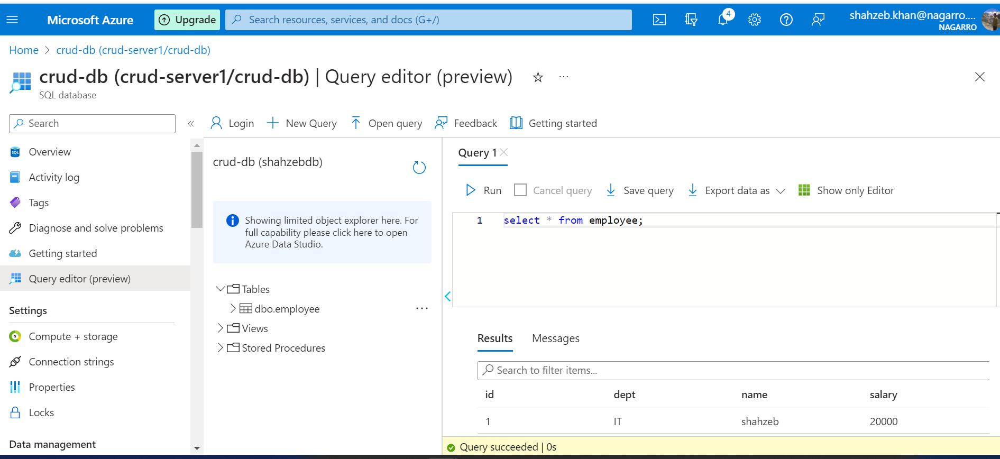 Microsoft Azure
Upgrade
Search resources, services, and docs (G+/)
4
shahzeb.khan@nagarro....
NAGARRO
Home > crud-db (crud-server1/crud-db)
crud-db (crud-server1/crud-db) | Query editor (preview)
SQL database
Search
Login
New Query
Open query
Feedback
Getting started
SQL
Overview
Activity log
Tags
Diagnose and solve problems
Getting started
Query editor (preview)
Settings
Compute + storage
Connection strings
Properties
Locks
Data management
crud-db (shahzebdb)
Showing limited object explorer here. For
full capability please click here to open
Azure Data Studio.
Tables
dbo.employee
Views
Stored Procedures
Query 1
Run
Cancel query
Save query
Export data as
Show only Editor
1 select * from employee;
Results
Messages
Search to filter items...
id dept name salary
1 IT shahzeb 20000
Query succeeded | 0s